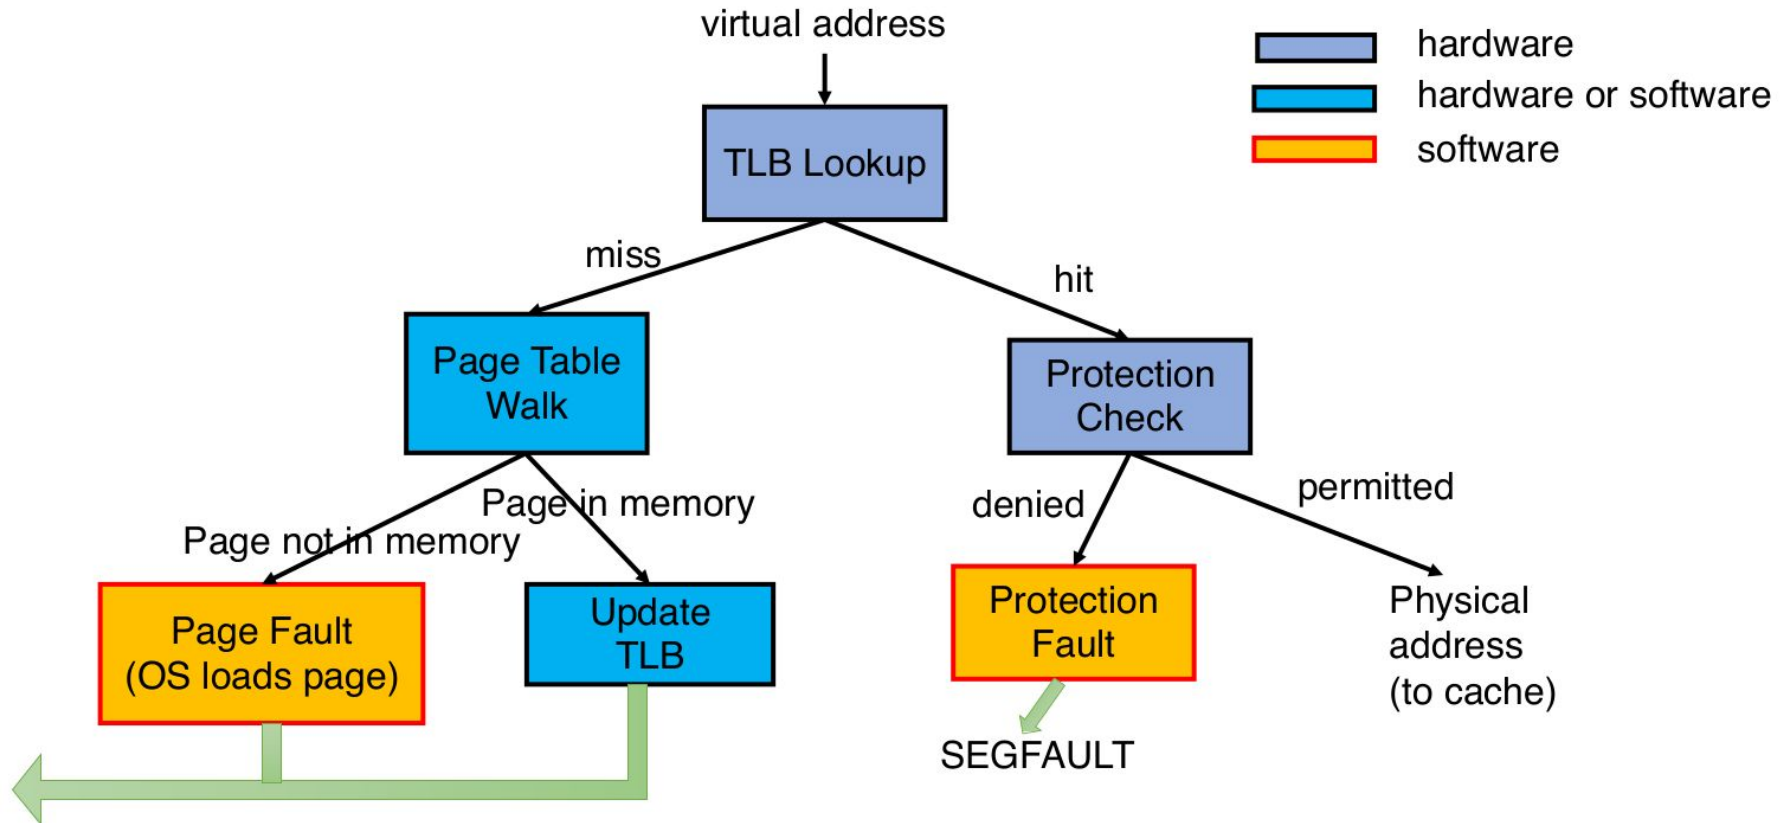 virtual address
hardware
hardware or software
software
TLB Lookup
miss
hit
Page Table
Walk
Protection
Check
Page in memory
Page not in memory
denied
permitted
Page Fault
(OS loads page)
Update
TLB
Protection
Fault
Physical
address
(to cache)
SEGFAULT